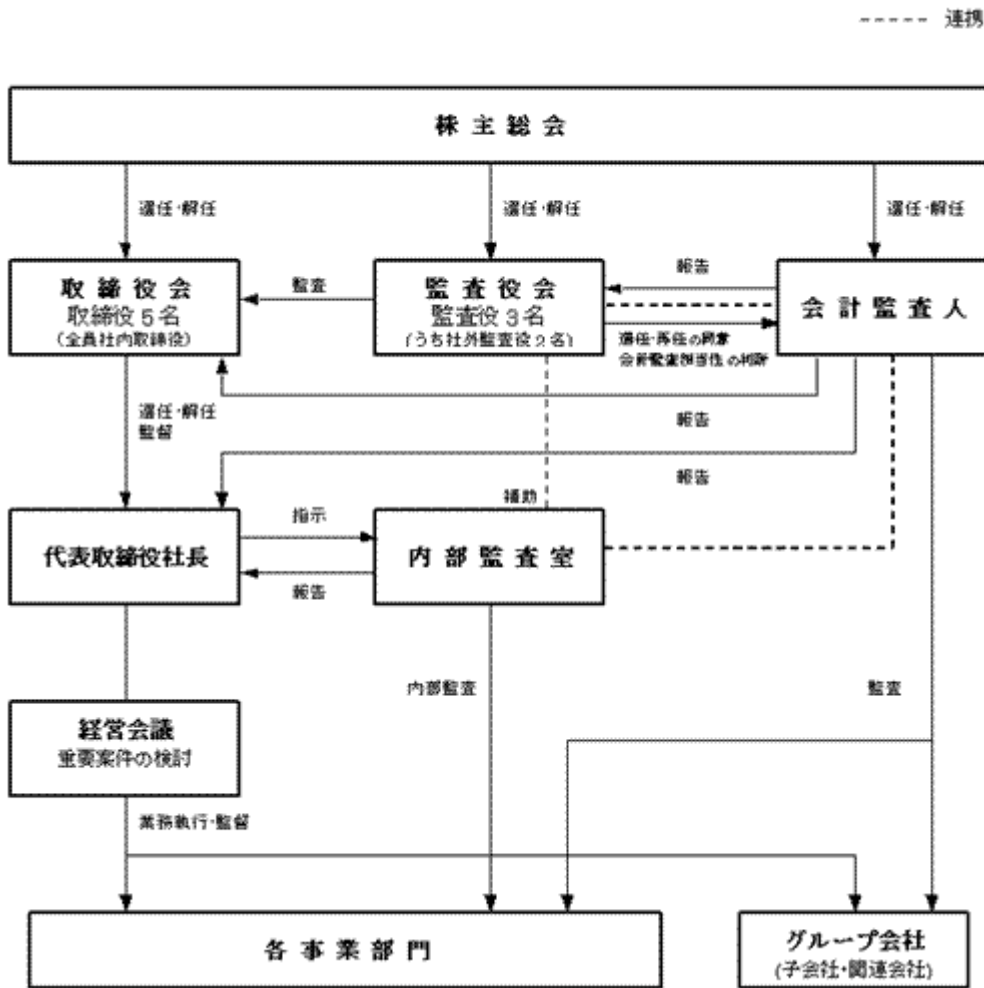 連携
株主総会
選任・解任
選任・解任
選任・解任
取締役会
取締役5名
(全員社内取締役)
監査
監査役会
監査役3名
(うち社外監査役2名)
報告
選任・再任の同意
会計監査相当性の判断
会計監査人
選任・解任
監督
報告
報告
補助
代表取締役社長
指示
報告
内部監査室
内部監査
監査
経営会議
重要案件の検討
業務執行・監督
各事業部門
グループ会社
(子会社・関連会社)